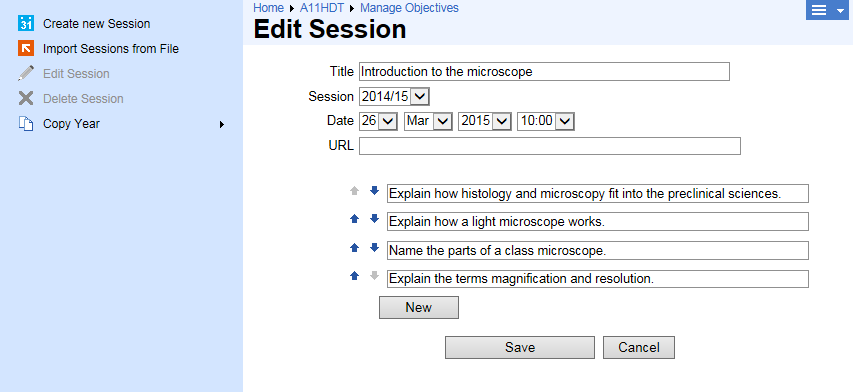 31 Create new Session
Import Sessions from File
Edit Session
Delete Session
Copy Year
Home A11HDT Manage Objectives
Edit Session
Title Introduction to the microscope
Session 2014/15
Date 26 Mar 2015 10:00
URL
Explain how histology and microscopy fit into the preclinical sciences.
Explain how a light microscope works.
Name the parts of a class microscope.
Explain the terms magnification and resolution.
New
Save Cancel